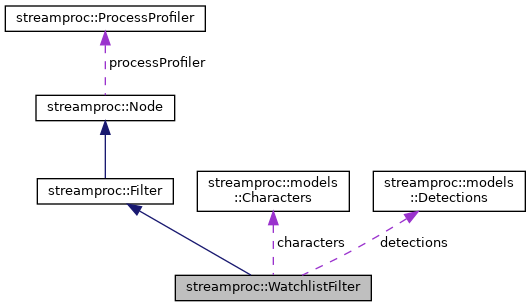 streamproc::ProcessProfiler
processProfiler
streamproc::Node
streamproc::Filter
streamproc::models
::Characters
streamproc::models
::Detections
characters
detections
streamproc::WatchlistFilter